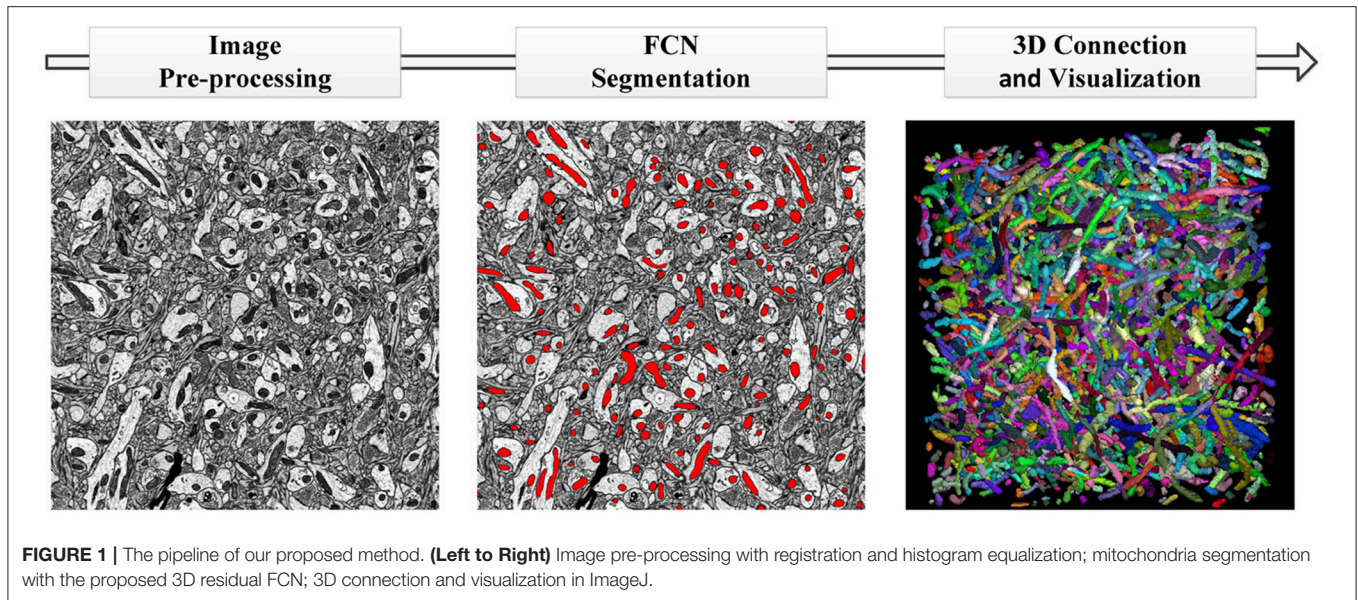 Image
Pre-processing
FCN
Segmentation
3D Connection
and Visualization
FIGURE 1 | The pipeline of our proposed method. (Left to Right) Image pre-processing with registration and histogram equalization; mitochondria segmentation
with the proposed 3D residual FCN; 3D connection and visualization in ImageJ.